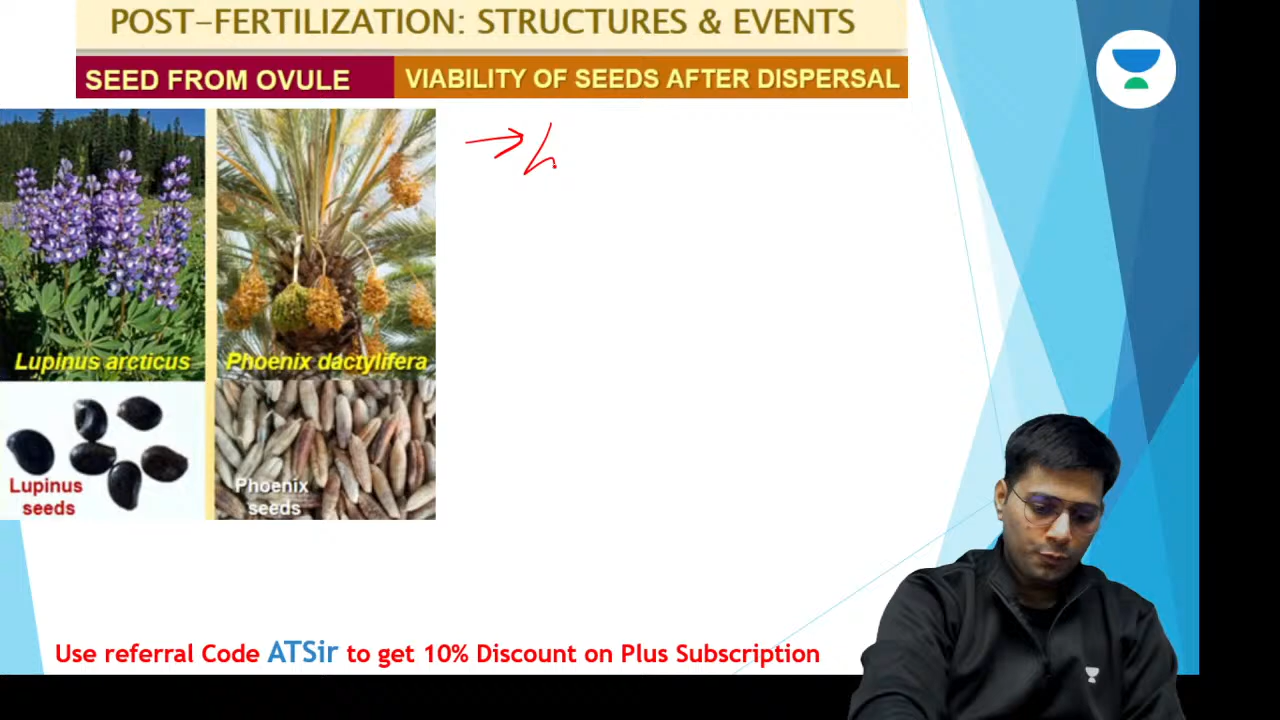 POST-FERTILIZATION: STRUCTURES & EVENTS
SEED FROM OVULE
VIABILITY OF SEEDS AFTER DISPERSAL
Lupinus arcticus
Phoenix dactylifera
Lupinus
seeds
Phoenix
seeds
Use referral Code ATSir to get 10% Discount on Plus Subscription